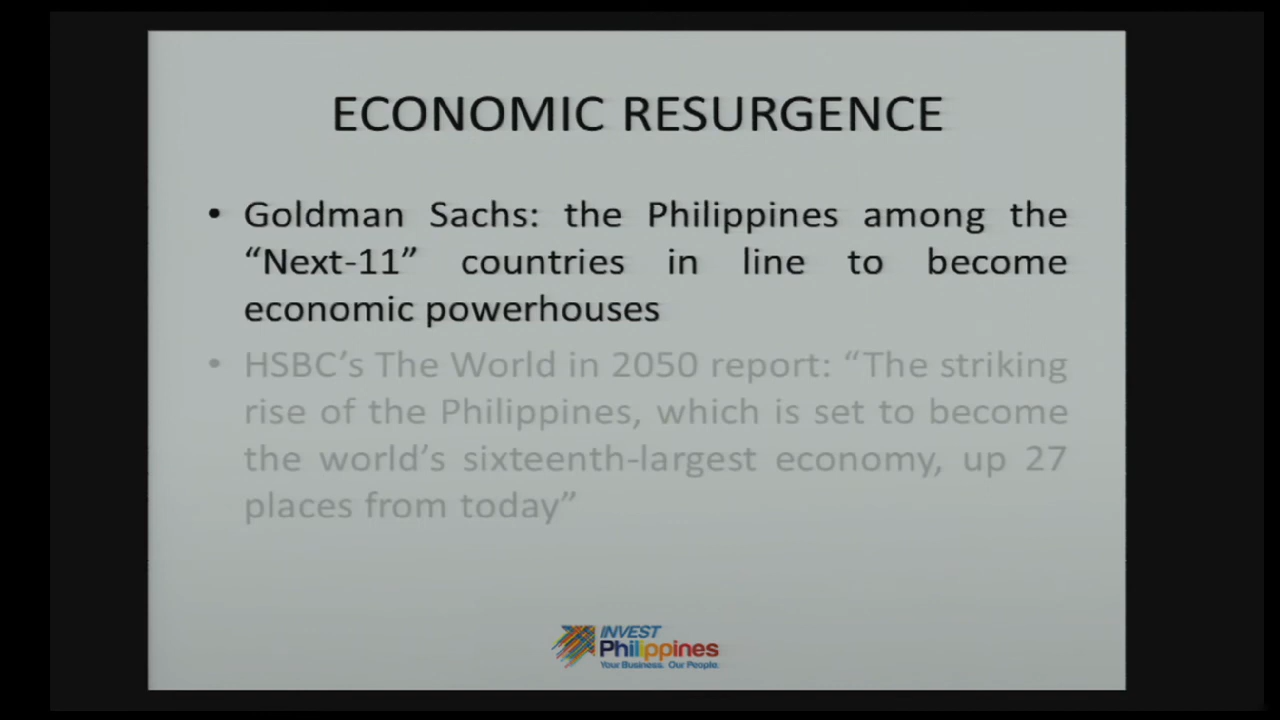 ECONOMIC RESURGENCE
• Goldman Sachs: the Philippines among the
“Next-11” countries in line to become
economic powerhouses
• HSBC’s The World in 2050 report: “The striking
rise of the Philippines, which is set to become
the world’s sixteenth-largest economy, up 27
places from today”
INVEST
Philippines
Your Business. Our People.